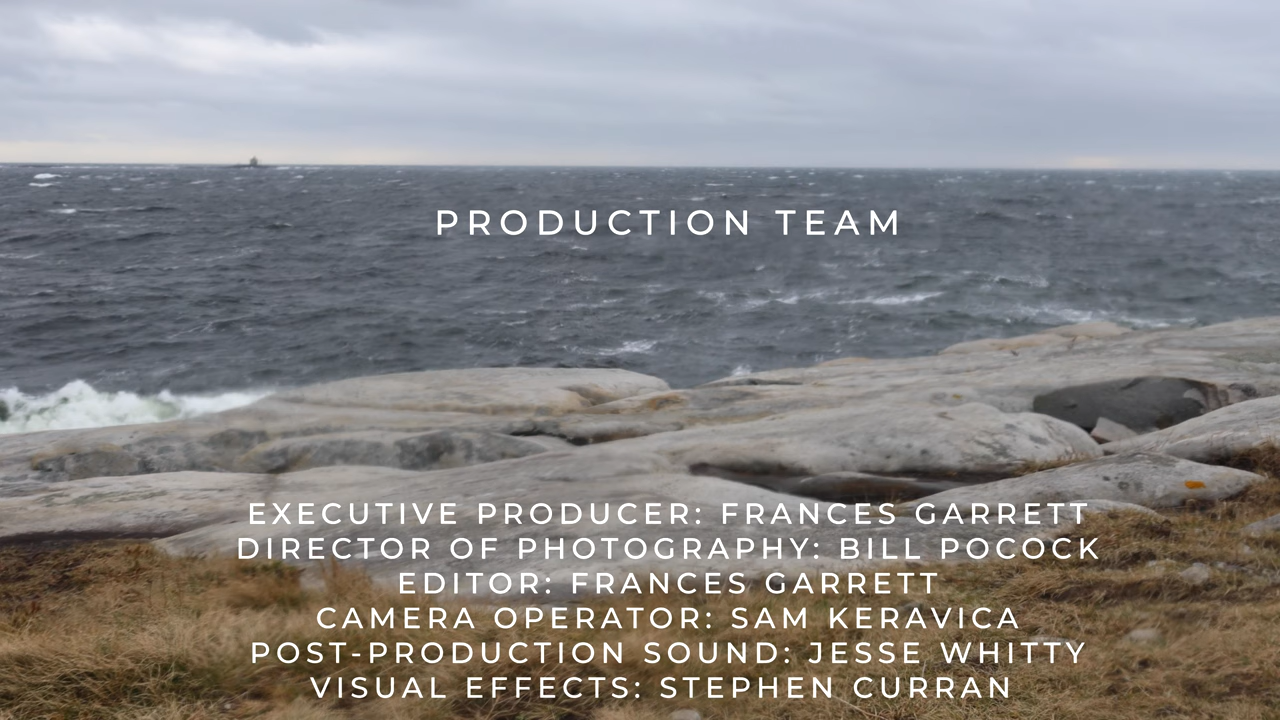 PRODUCTION TEAM
EXECUTIVE PRODUCER: FRANCES GARRETT
DIRECTOR OF PHOTOGRAPHY: BILL POCOCK
EDITOR: FRANCES GARRETT
CAMERA OPERATOR: SAM KERAVICA
POST-PRODUCTION SOUND: JESSE WHITTY
VISUAL EFFECTS: STEPHEN CURRAN